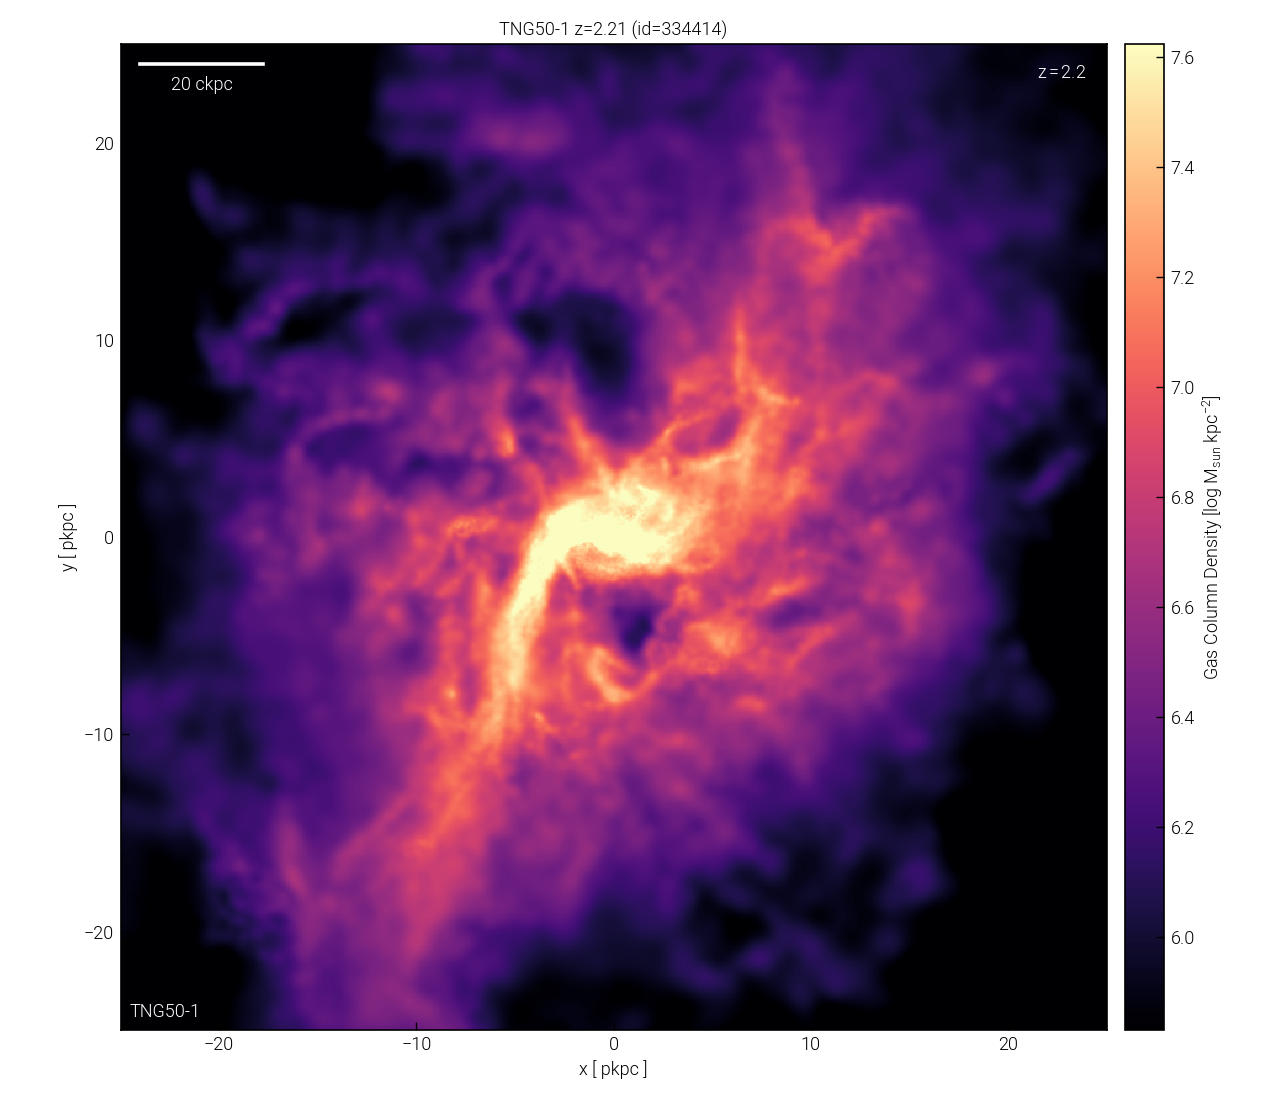 TNG50-1 z=2.21 (id=334414)
20 ckpc
z=2.2
TNG50-1
y [ pkpc ]
20
10
0
−10
−20
−20
−10
0
10
20
x [ pkpc ]
7.6
7.4
7.2
7.0
6.8
6.6
6.4
6.2
6.0
Gas Column Density [log M_sun kpc^−2]